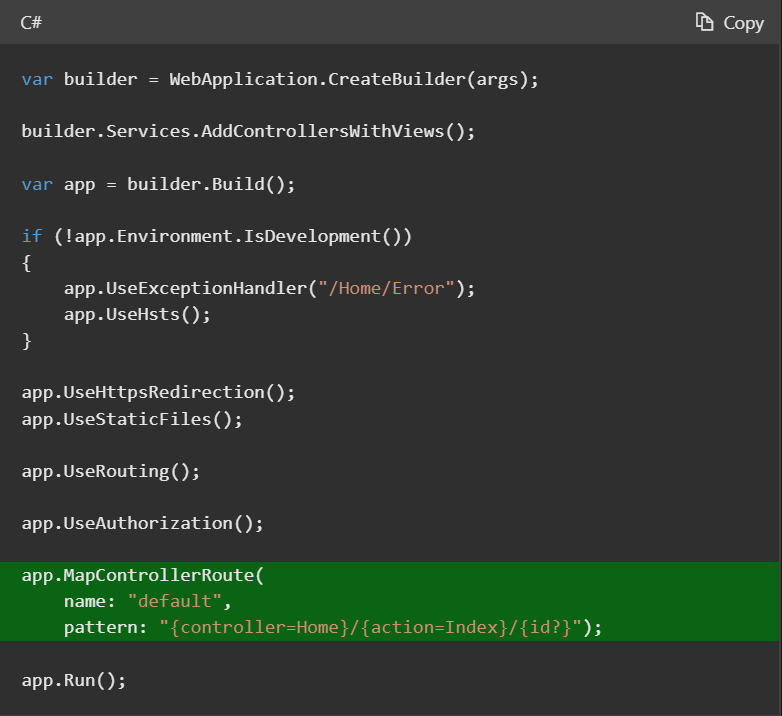 C#
Copy
var builder = WebApplication.CreateBuilder(args);
builder.Services.AddControllersWithViews();
var app = builder.Build();
if (!app.Environment.IsDevelopment())
{
    app.UseExceptionHandler("/Home/Error");
    app.UseHsts();
}
app.UseHttpsRedirection();
app.UseStaticFiles();
app.UseRouting();
app.UseAuthorization();
app.MapControllerRoute(
    name: "default",
    pattern: "{controller=Home}/{action=Index}/{id?}");
app.Run();